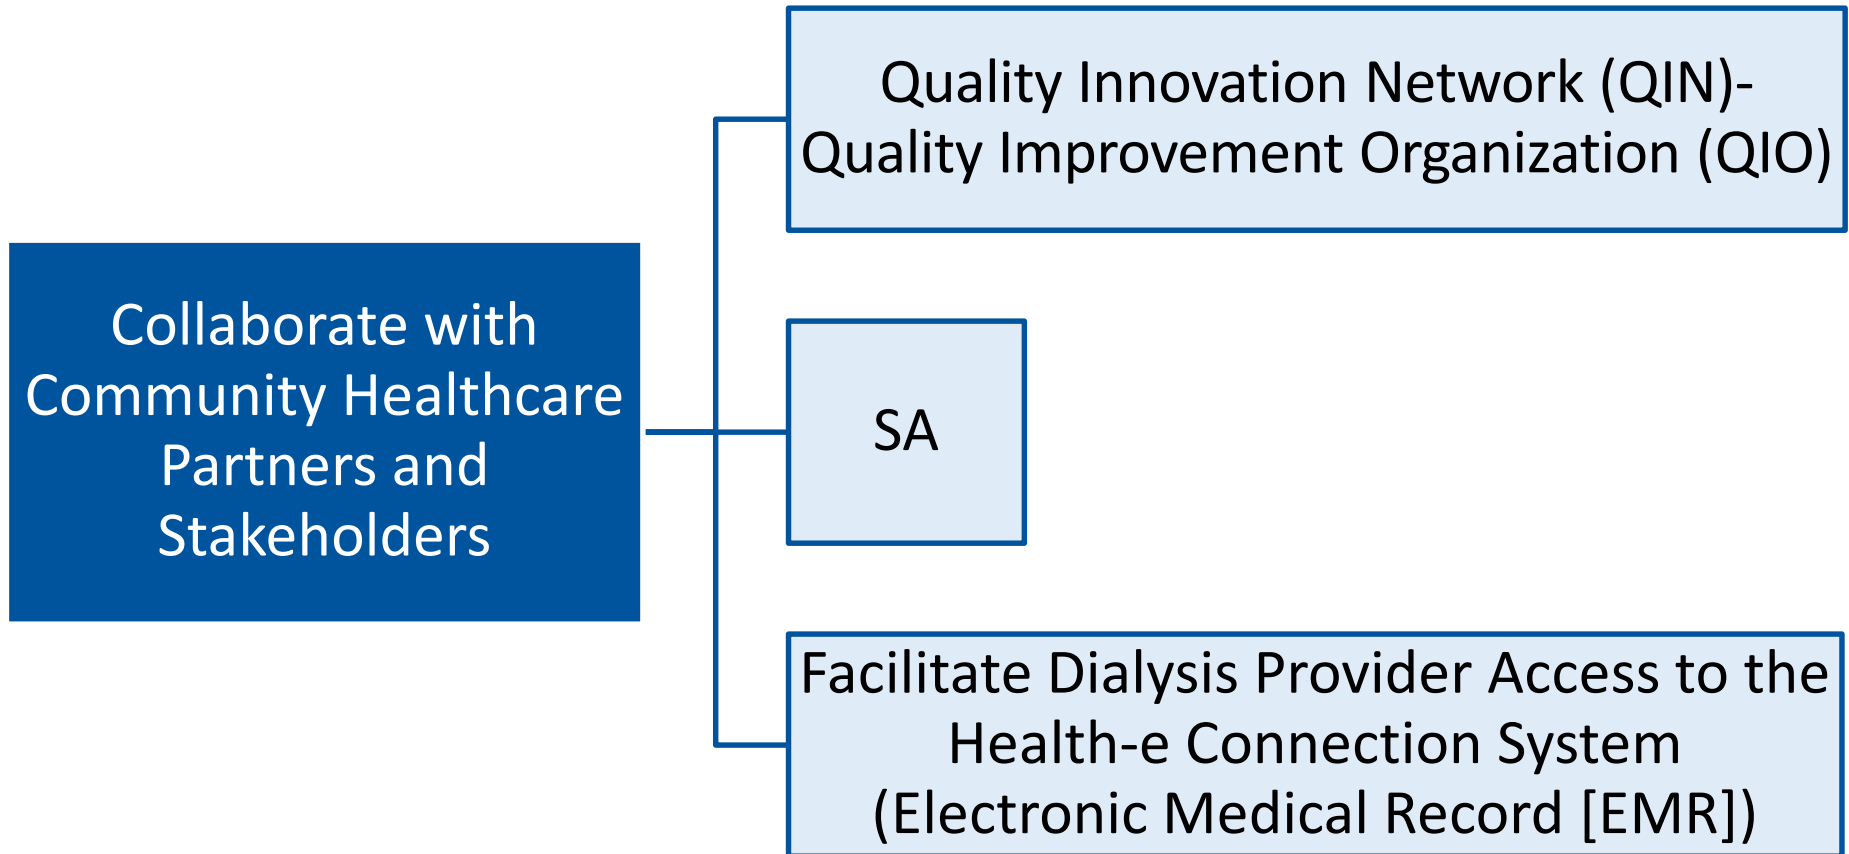 Collaborate with
Community Healthcare
Partners and
Stakeholders
Quality Innovation Network (QIN)-
Quality Improvement Organization (QIO)
SA
Facilitate Dialysis Provider Access to the
Health-e Connection System
(Electronic Medical Record [EMR])